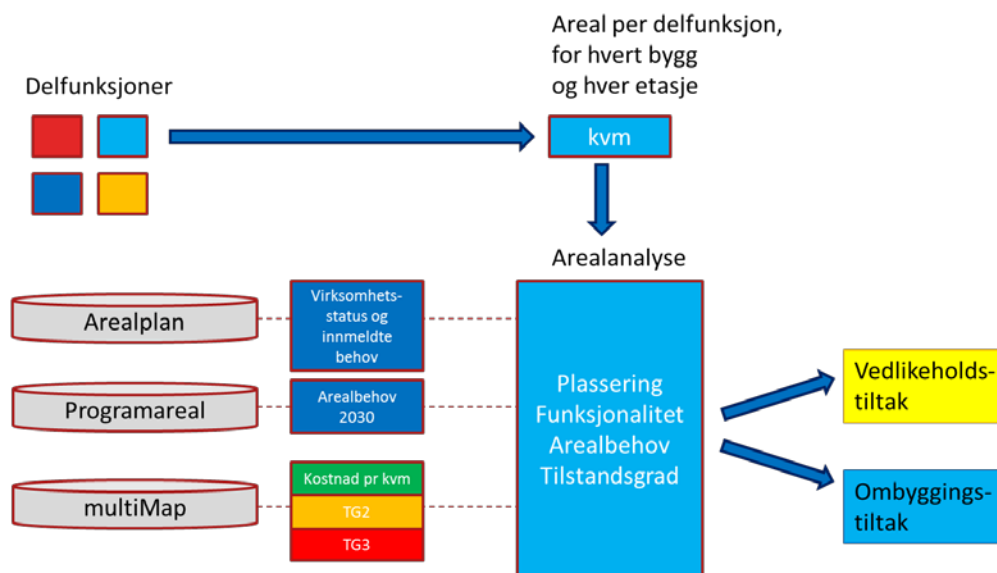 Areal per delfunksjon,
for hvert bygg
og hver etasje
Delfunksjoner
kvm
Arealanalyse
Arealplan
Virksomhets-
status og
innmeldte
behov
Programareal
Arealbehov
2030
multiMap
Kostnad pr kvm
TG2
TG3
Plassering
Funksjonalitet
Arealbehov
Tilstandsgrad
Vedlikeholds-
tiltak
Ombyggings-
tiltak